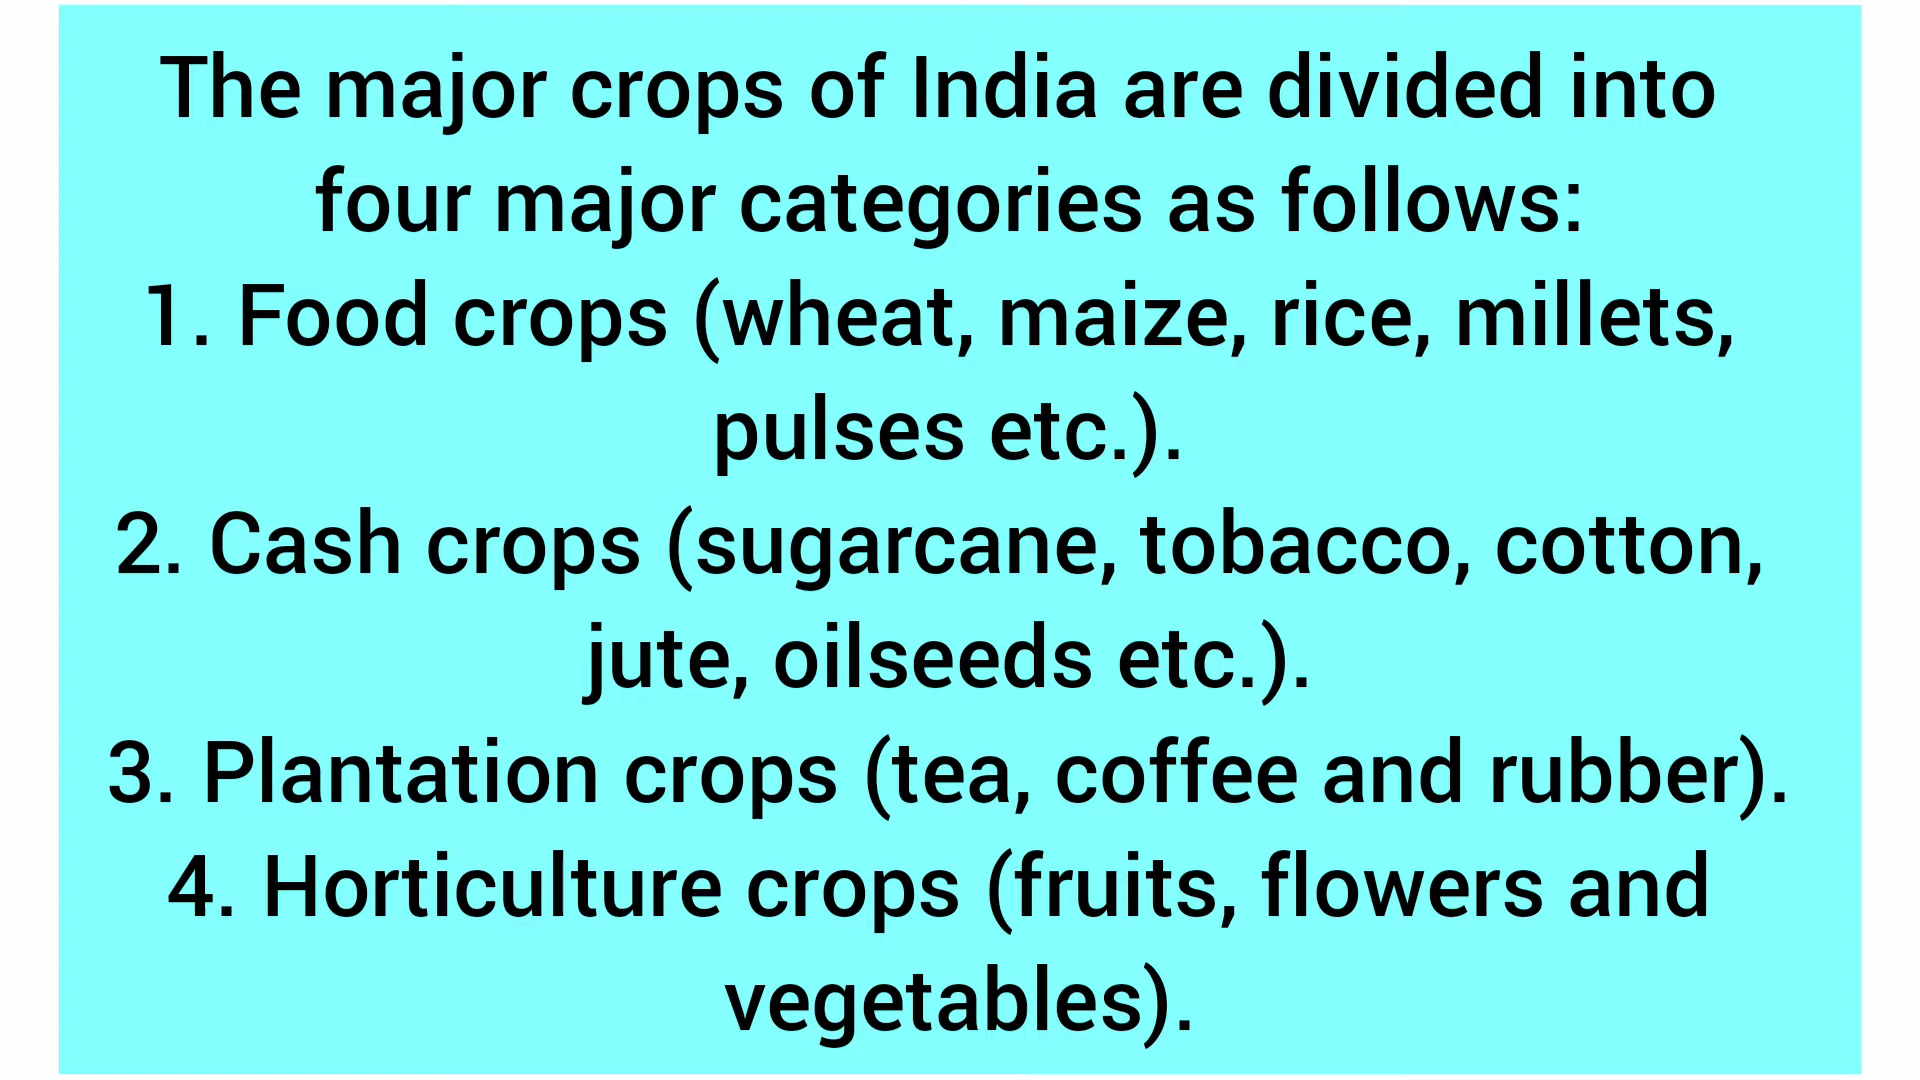 The major crops of India are divided into
four major categories as follows:
1. Food crops (wheat, maize, rice, millets,
pulses etc.).
2. Cash crops (sugarcane, tobacco, cotton,
jute, oilseeds etc.).
3. Plantation crops (tea, coffee and rubber).
4. Horticulture crops (fruits, flowers and
vegetables).